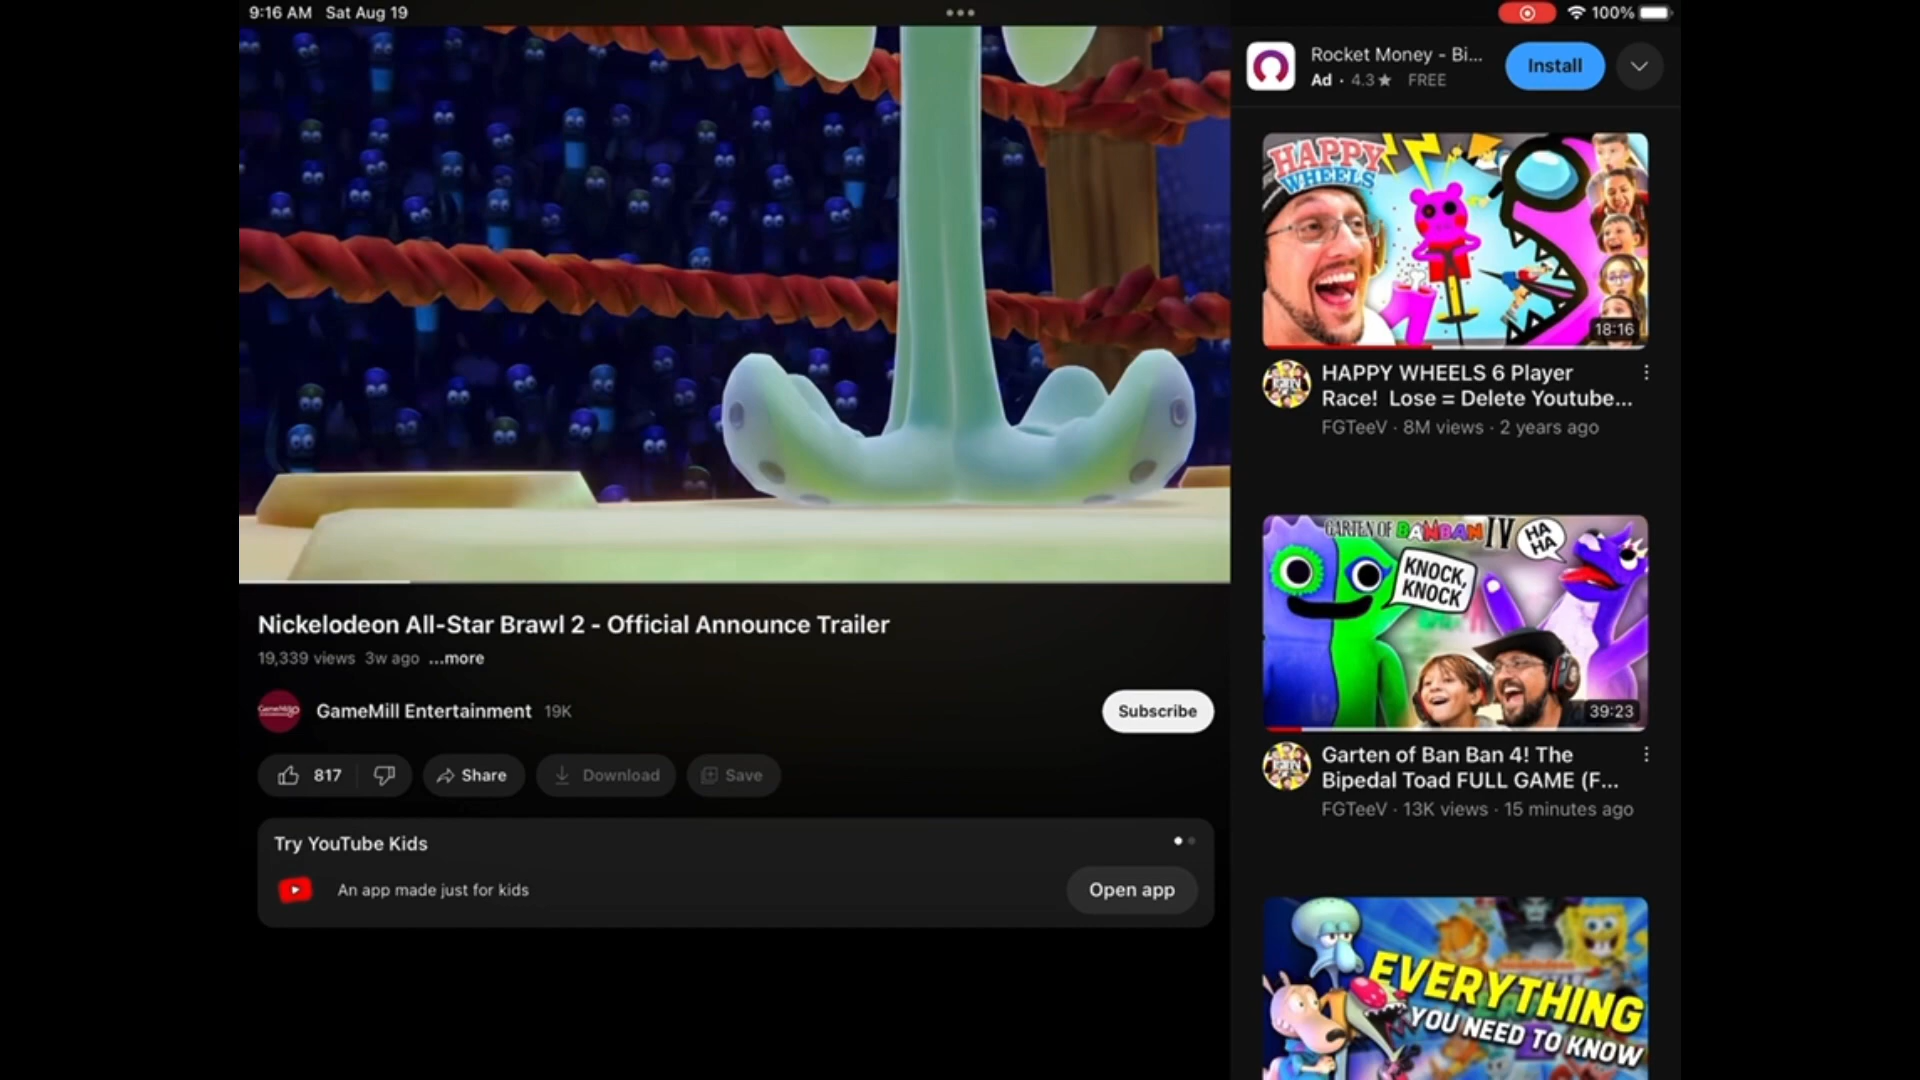 9:16 AM Sat Aug 19
100%
Nickelodeon All-Star Brawl 2 - Official Announce Trailer
19,339 views 3w ago ...more
GameMill Entertainment 19K
Subscribe
817
Share
Download
Save
Try YouTube Kids
An app made just for kids
Open app
Rocket Money - Bi...
Ad · 4.3★ FREE
Install
HAPPY
WHEELS
18:16
HAPPY WHEELS 6 Player
Race! Lose = Delete Youtube...
FGTeeV · 8M views · 2 years ago
GARTEN OF BANBAN IV
HA
HA
KNOCK,
KNOCK
39:23
Garten of Ban Ban 4! The
Bipedal Toad FULL GAME (F...
FGTeeV · 13K views · 15 minutes ago
EVERYTHING
YOU NEED TO KNOW